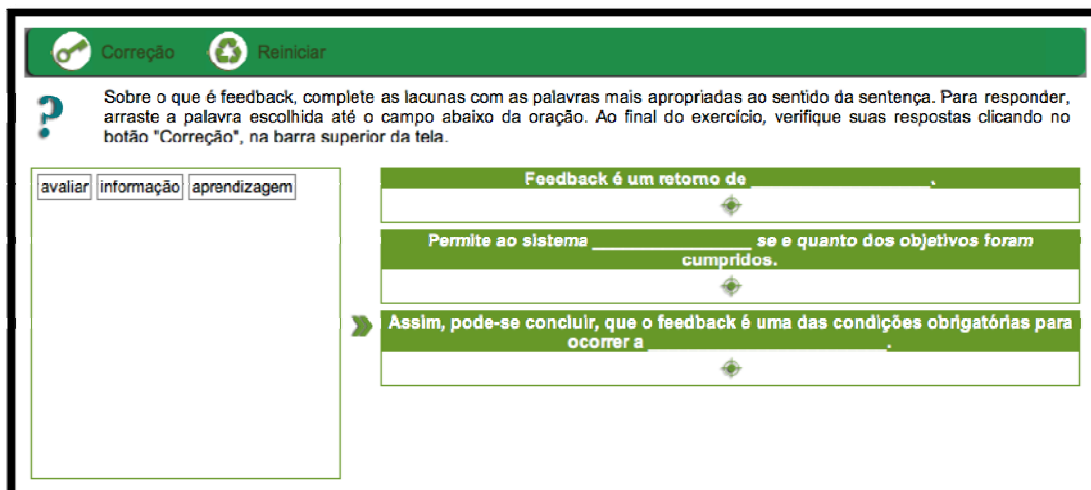 Correção Reiniciar
Sobre o que é feedback, complete as lacunas com as palavras mais apropriadas ao sentido da sentença. Para responder,
arraste a palavra escolhida até o campo abaixo da oração. Ao final do exercício, verifique suas respostas clicando no
botão "Correção", na barra superior da tela.
avaliar informação aprendizagem
Feedback é um retorno de ____________________.
Permite ao sistema _________________ se e quanto dos objetivos foram
cumpridos.
Assim, pode-se concluir, que o feedback é uma das condições obrigatórias para
ocorrer a __________________________.